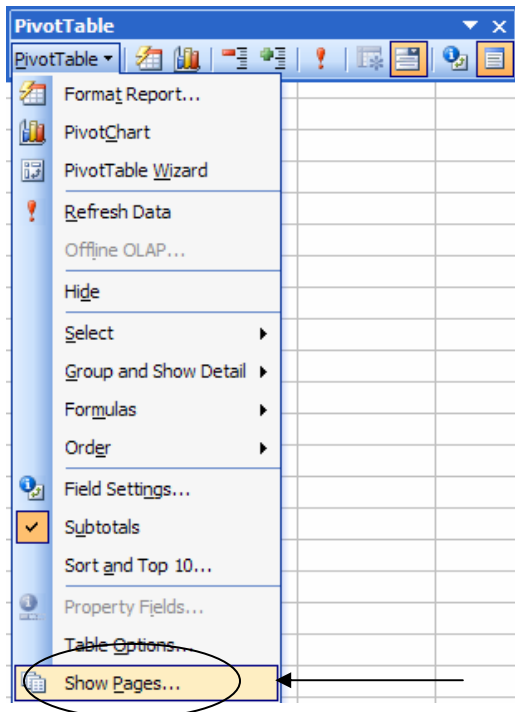 PivotTable
PivotTable
Format Report...
PivotChart
PivotTable Wizard
Refresh Data
Offline OLAP...
Hide
Select
Group and Show Detail
Formulas
Order
Field Settings...
Subtotals
Sort and Top 10...
Property Fields...
Table Options...
Show Pages...